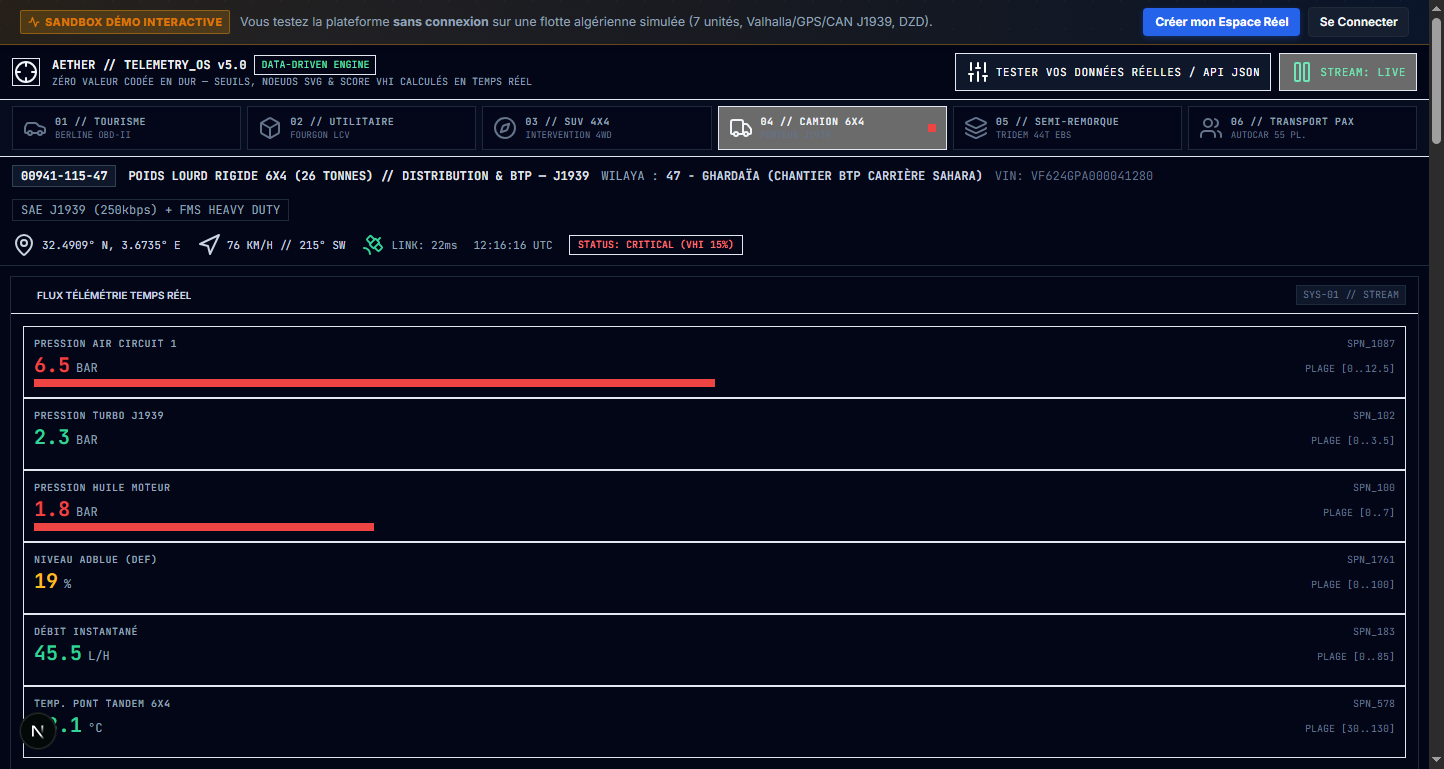 SANDBOX DÉMO INTERACTIVE
Vous testez la plateforme sans connexion sur une flotte algérienne simulée (7 unités, Valhalla/GPS/CAN J1939, DZD).
Créer mon Espace Réel
Se Connecter
AETHER // TELEMETRY_OS v5.0
DATA-DRIVEN ENGINE
ZÉRO VALEUR CODÉE EN DUR — SEUILS, NOEUDS SVG & SCORE VHI CALCULÉS EN TEMPS RÉEL
TESTER VOS DONNÉES RÉELLES / API JSON
STREAM: LIVE
01 // TOURISME
BERLINE OBD-II
02 // UTILITAIRE
FOURGON LCV
03 // SUV 4X4
INTERVENTION 4WD
04 // CAMION 6X4
05 // SEMI-REMORQUE
TRIDEM 44T EBS
06 // TRANSPORT PAX
AUTOCAR 55 PL.
00941-115-47
POIDS LOURD RIGIDE 6X4 (26 TONNES) // DISTRIBUTION & BTP — J1939
WILAYA : 47 - GHARDAÏA (CHANTIER BTP CARRIÈRE SAHARA)
VIN: VF624GPA000041280
SAE J1939 (250kbps) + FMS HEAVY DUTY
32.4909° N, 3.6735° E
76 KM/H // 215° SW
LINK: 22ms
12:16:16 UTC
STATUS: CRITICAL (VHI 15%)
FLUX TÉLÉMÉTRIE TEMPS RÉEL
SYS-01 // STREAM
PRESSION AIR CIRCUIT 1
SPN_1087
6.5 BAR
PLAGE [0..12.5]
PRESSION TURBO J1939
SPN_102
2.3 BAR
PLAGE [0..3.5]
PRESSION HUILE MOTEUR
SPN_100
1.8 BAR
PLAGE [0..7]
NIVEAU ADBLUE (DEF)
SPN_1761
19 %
PLAGE [0..100]
DÉBIT INSTANTANÉ
SPN_183
45.5 L/H
PLAGE [0..85]
TEMP. PONT TANDEM 6X4
SPN_578
.1 °C
PLAGE [30..130]
N